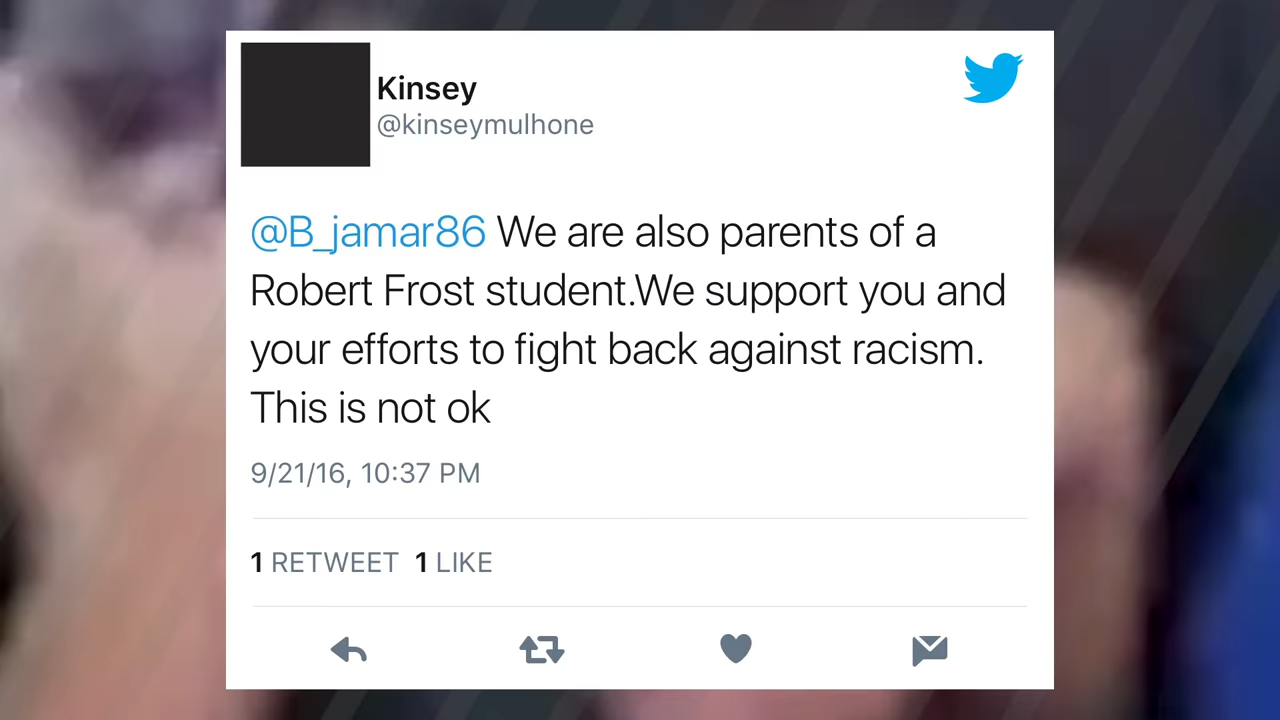 Kinsey
@kinseymulhone
@B_jamar86 We are also parents of a
Robert Frost student.We support you and
your efforts to fight back against racism.
This is not ok
9/21/16, 10:37 PM
1 RETWEET 1 LIKE